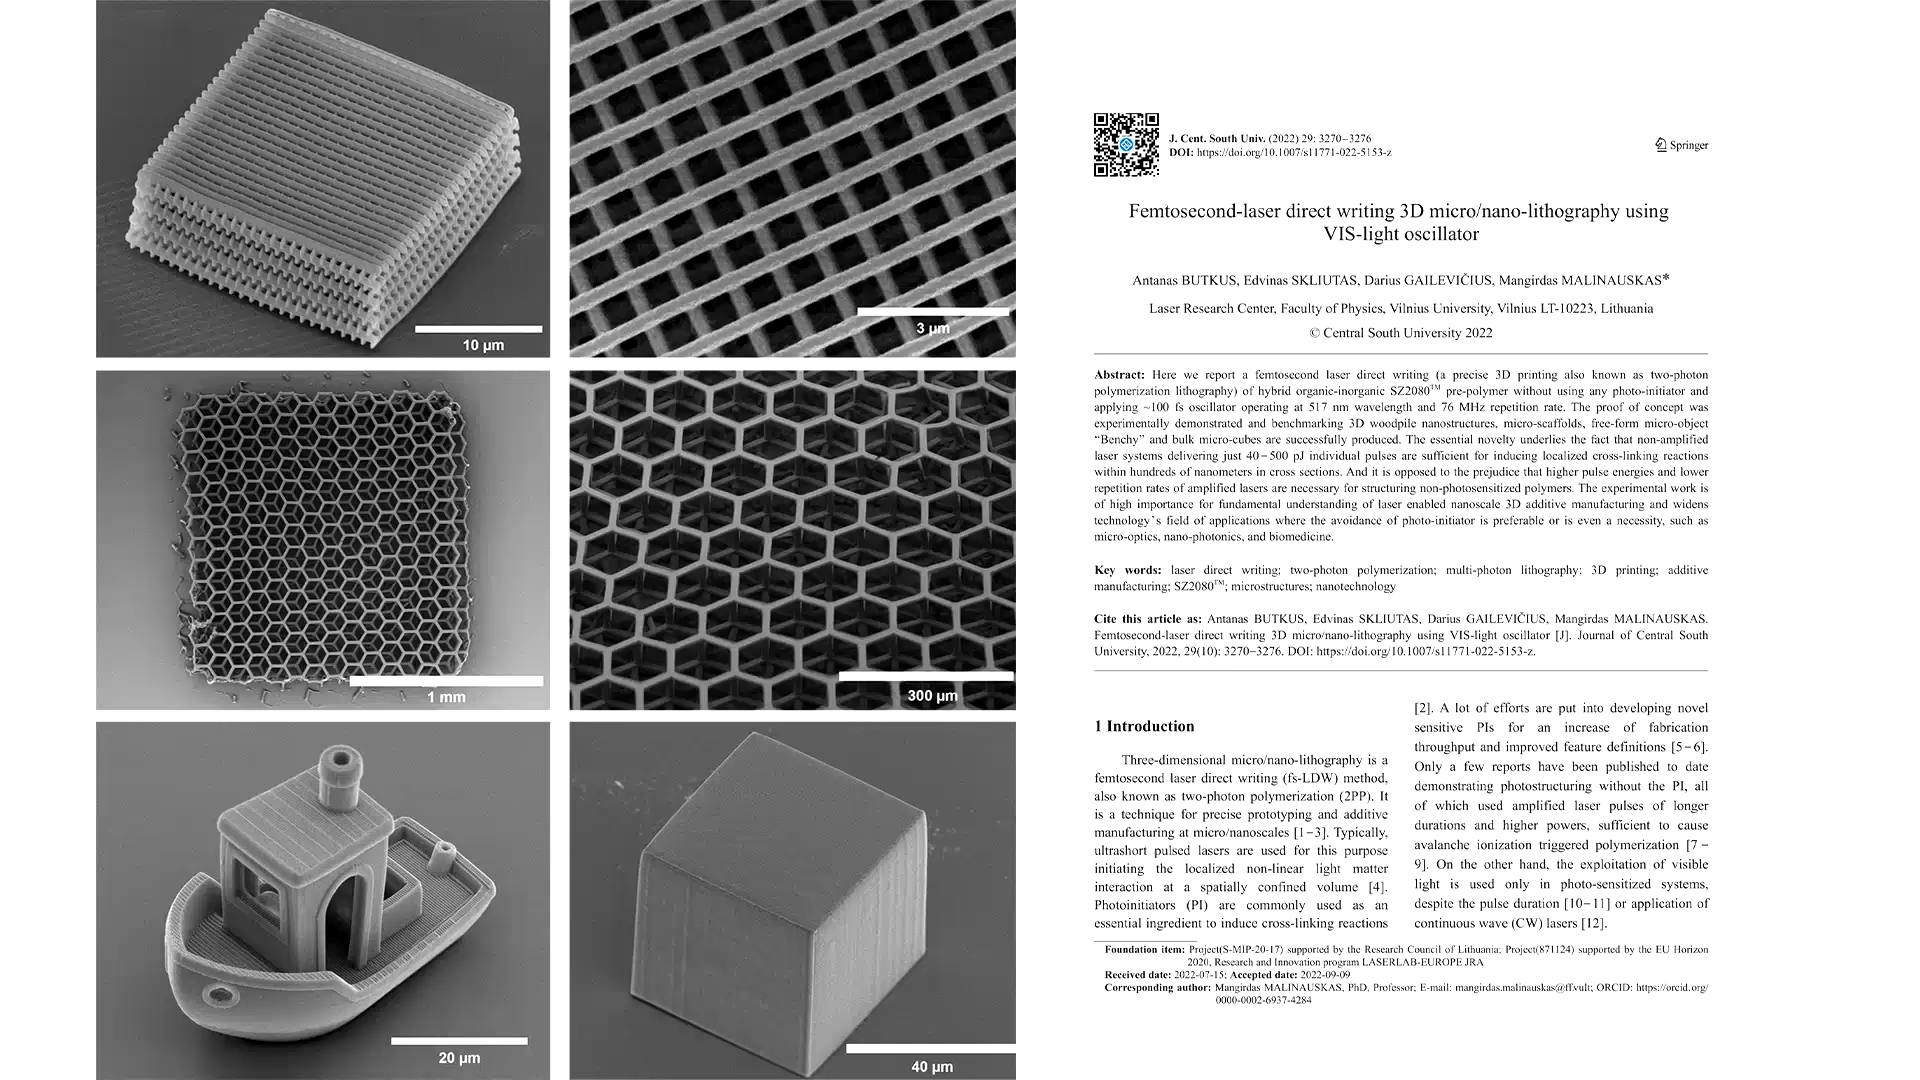 10 µm
3 µm
1 mm
300 µm
20 µm
40 µm
J. Cent. South Univ. (2022) 29: 3270−3276
DOI: https://doi.org/10.1007/s11771-022-5153-z
Springer
Femtosecond-laser direct writing 3D micro/nano-lithography using
VIS-light oscillator
Antanas BUTKUS, Edvinas SKLIUTAS, Darius GAILEVIČIUS, Mangirdas MALINAUSKAS*
Laser Research Center, Faculty of Physics, Vilnius University, Vilnius LT-10223, Lithuania
© Central South University 2022
Abstract: Here we report a femtosecond laser direct writing (a precise 3D printing also known as two-photon
polymerization lithography) of hybrid organic-inorganic SZ2080™ pre-polymer without using any photo-initiator and
applying ~100 fs oscillator operating at 517 nm wavelength and 76 MHz repetition rate. The proof of concept was
experimentally demonstrated and benchmarking 3D woodpile nanostructures, micro-scaffolds, free-form micro-object
“Benchy” and bulk micro-cubes are successfully produced. The essential novelty underlies the fact that non-amplified
laser systems delivering just 40−500 pJ individual pulses are sufficient for inducing localized cross-linking reactions
within hundreds of nanometers in cross sections. And it is opposed to the prejudice that higher pulse energies and lower
repetition rates of amplified lasers are necessary for structuring non-photosensitized polymers. The experimental work is
of high importance for fundamental understanding of laser enabled nanoscale 3D additive manufacturing and widens
technology’s field of applications where the avoidance of photo-initiator is preferable or is even a necessity, such as
micro-optics, nano-photonics, and biomedicine.
Key words: laser direct writing; two-photon polymerization; multi-photon lithography; 3D printing; additive
manufacturing; SZ2080™; microstructures; nanotechnology
Cite this article as: Antanas BUTKUS, Edvinas SKLIUTAS, Darius GAILEVIČIUS, Mangirdas MALINAUSKAS.
Femtosecond-laser direct writing 3D micro/nano-lithography using VIS-light oscillator [J]. Journal of Central South
University, 2022, 29(10): 3270−3276. DOI: https://doi.org/10.1007/s11771-022-5153-z.
1 Introduction
Three-dimensional micro/nano-lithography is a
femtosecond laser direct writing (fs-LDW) method,
also known as two-photon polymerization (2PP). It
is a technique for precise prototyping and additive
manufacturing at micro/nanoscales [1−3]. Typically,
ultrashort pulsed lasers are used for this purpose
initiating the localized non-linear light matter
interaction at a spatially confined volume [4].
Photoinitiators (PI) are commonly used as an
essential ingredient to induce cross-linking reactions
[2]. A lot of efforts are put into developing novel
sensitive PIs for an increase of fabrication
throughput and improved feature definitions [5−6].
Only a few reports have been published to date
demonstrating photostructuring without the PI, all
of which used amplified laser pulses of longer
durations and higher powers, sufficient to cause
avalanche ionization triggered polymerization [7−
9]. On the other hand, the exploitation of visible
light is used only in photo-sensitized systems,
despite the pulse duration [10−11] or application of
continuous wave (CW) lasers [12].
Foundation item: Project(S-MIP-20-17) supported by the Research Council of Lithuania; Project(871124) supported by the EU Horizon
2020, Research and Innovation program LASERLAB-EUROPE JRA
Received date: 2022-07-15; Accepted date: 2022-09-09
Corresponding author: Mangirdas MALINAUSKAS, PhD, Professor; E-mail: mangirdas.malinauskas@ff.vu.lt; ORCID: https://orcid.org/
0000-0002-6937-4284